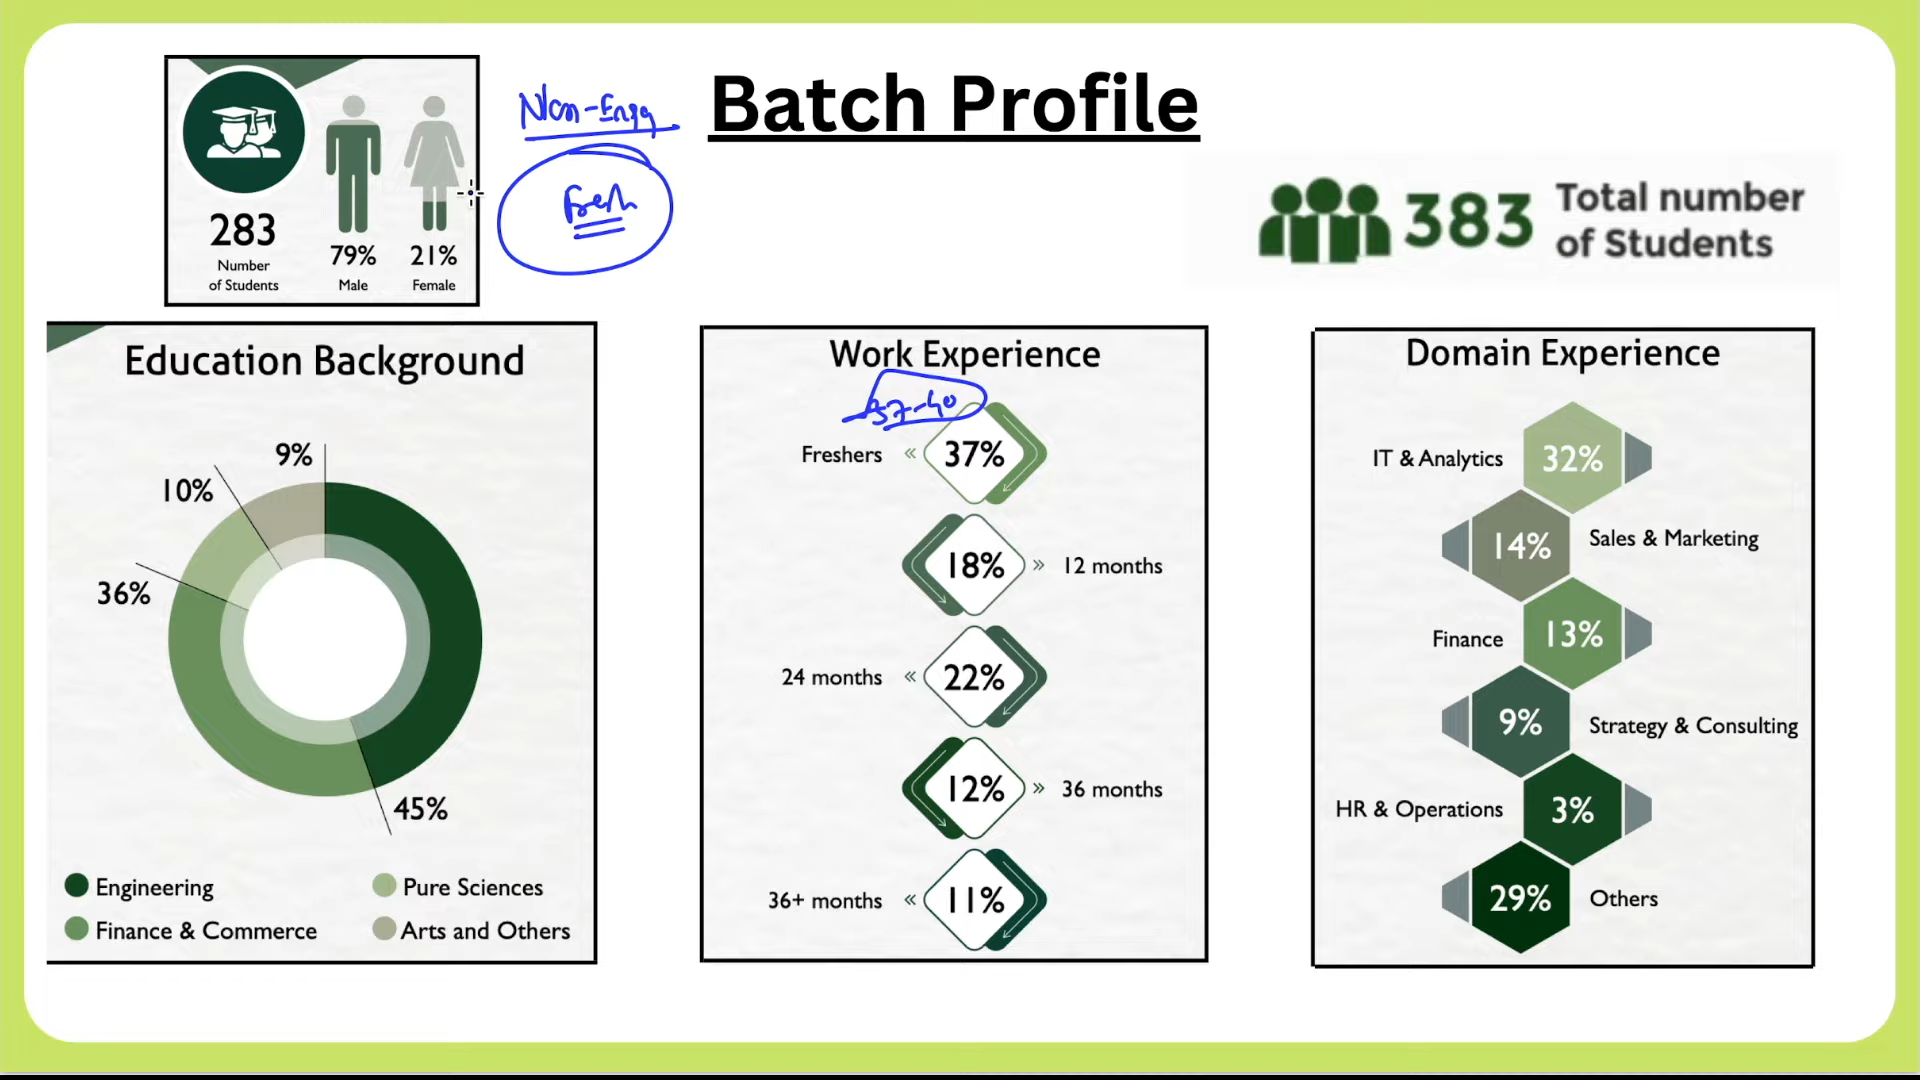 Batch Profile
Non-Engg
Fresh
283
Number
of Students
79%
Male
21%
Female
383
Total number
of Students
Education Background
9%
10%
36%
45%
Engineering
Pure Sciences
Finance & Commerce
Arts and Others
Work Experience
37-40
Freshers « 37%
18% » 12 months
24 months « 22%
12% » 36 months
36+ months « 11%
Domain Experience
IT & Analytics 32%
14% Sales & Marketing
Finance 13%
9% Strategy & Consulting
HR & Operations 3%
29% Others